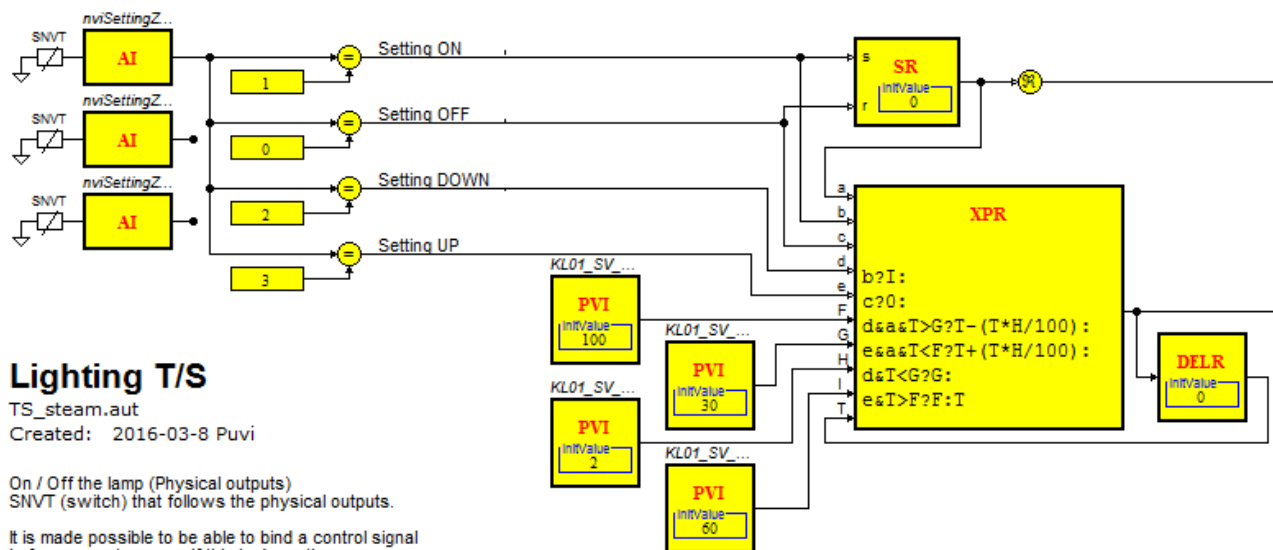 nviSettingZ...
SNVT
AI
nviSettingZ...
SNVT
AI
nviSettingZ...
SNVT
AI
=
Setting ON
1
=
Setting OFF
0
=
Setting DOWN
2
=
Setting UP
3
s
SR
InitValue
0
r
R
KL01_SV_...
PVI
InitValue
100
KL01_SV_...
PVI
InitValue
30
KL01_SV_...
PVI
InitValue
2
KL01_SV_...
PVI
InitValue
60
a
b
c
d
e
F
G
H
I
T
XPR
b?I:
c?0:
d&a&T>G?T-(T*H/100):
e&a&T<F?T+(T*H/100):
d&T<G?G:
e&T>F?F:T
DELR
InitValue
0
Lighting T/S
TS_steam.aut
Created: 2016-03-8 Puvi
On / Off the lamp (Physical outputs)
SNVT (switch) that follows the physical outputs.
It is made possible to be able to bind a control signal